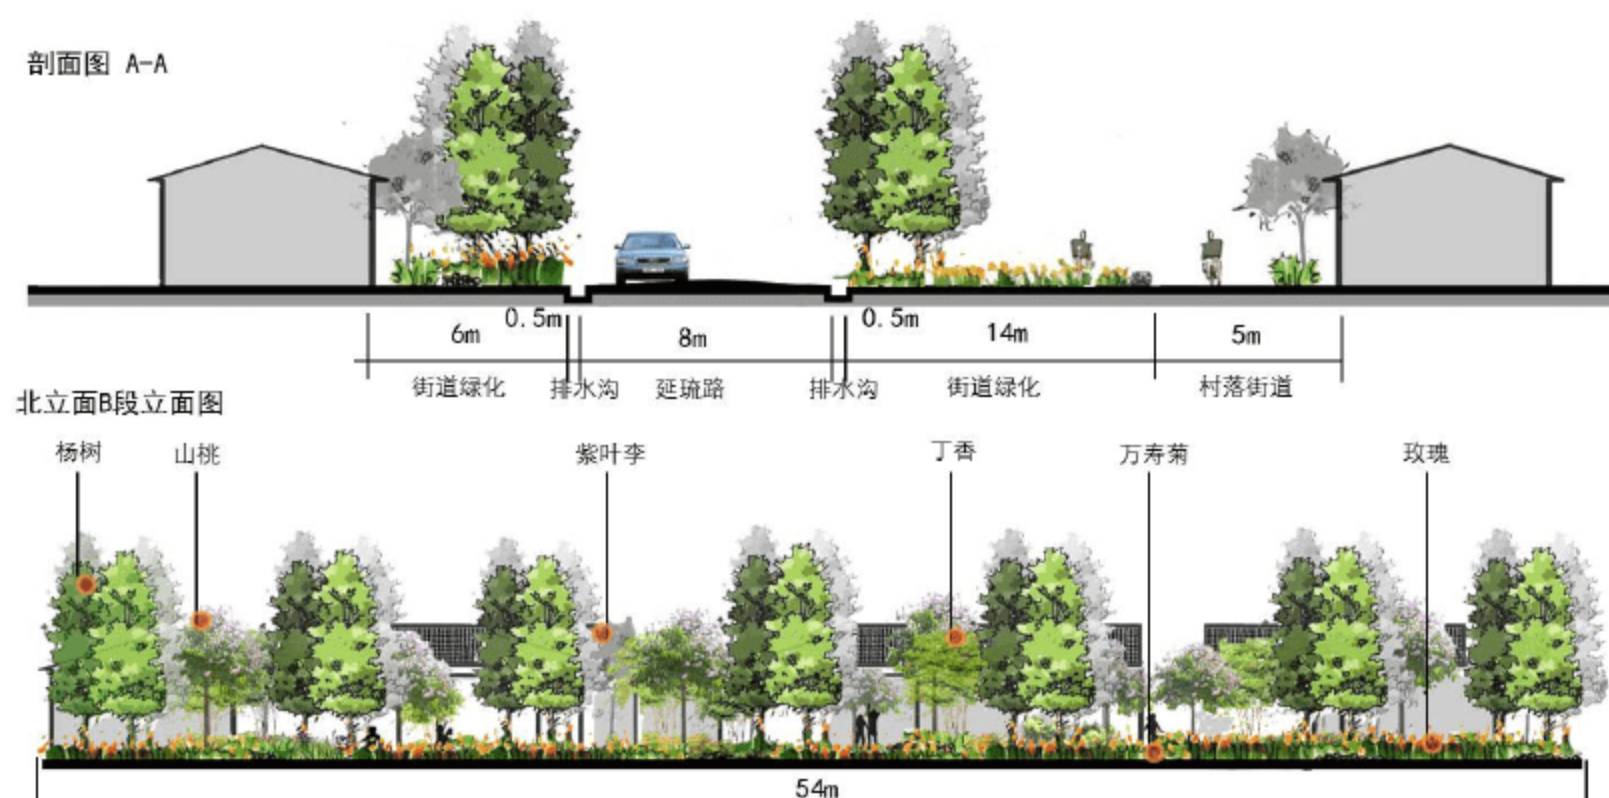 剖面图 A-A
0.5m 0.5m
6m 8m 14m 5m
街道绿化 排水沟 延琉路 排水沟 街道绿化 村落街道
北立面B段立面图
杨树 山桃 紫叶李 丁香 万寿菊 玫瑰
54m